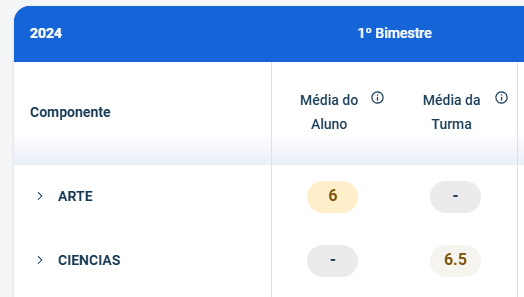 2024 1º Bimestre
Componente Média do Aluno Média da Turma
ARTE 6 -
CIENCIAS - 6.5